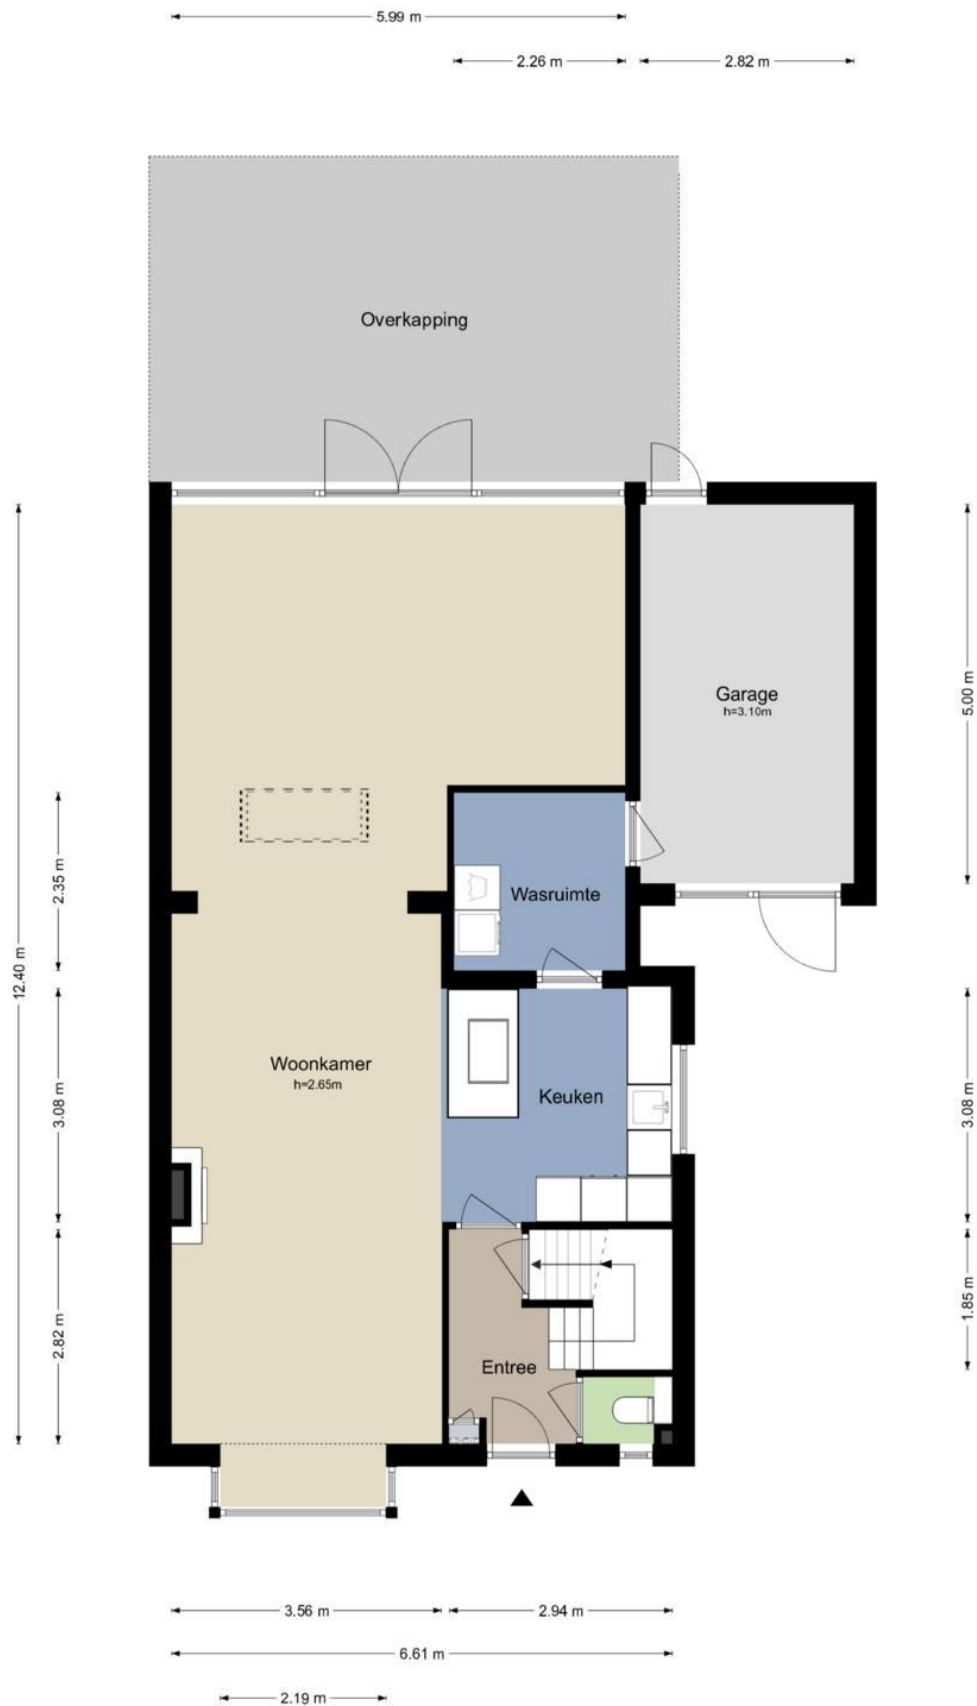 5.99 m
2.26 m
2.82 m
Overkapping
Garage
h=3.10m
5.00 m
2.35 m
Wasruimte
12.40 m
Woonkamer
h=2.65m
Keuken
3.08 m
3.08 m
2.82 m
1.85 m
Entree
3.56 m
2.94 m
6.61 m
2.19 m